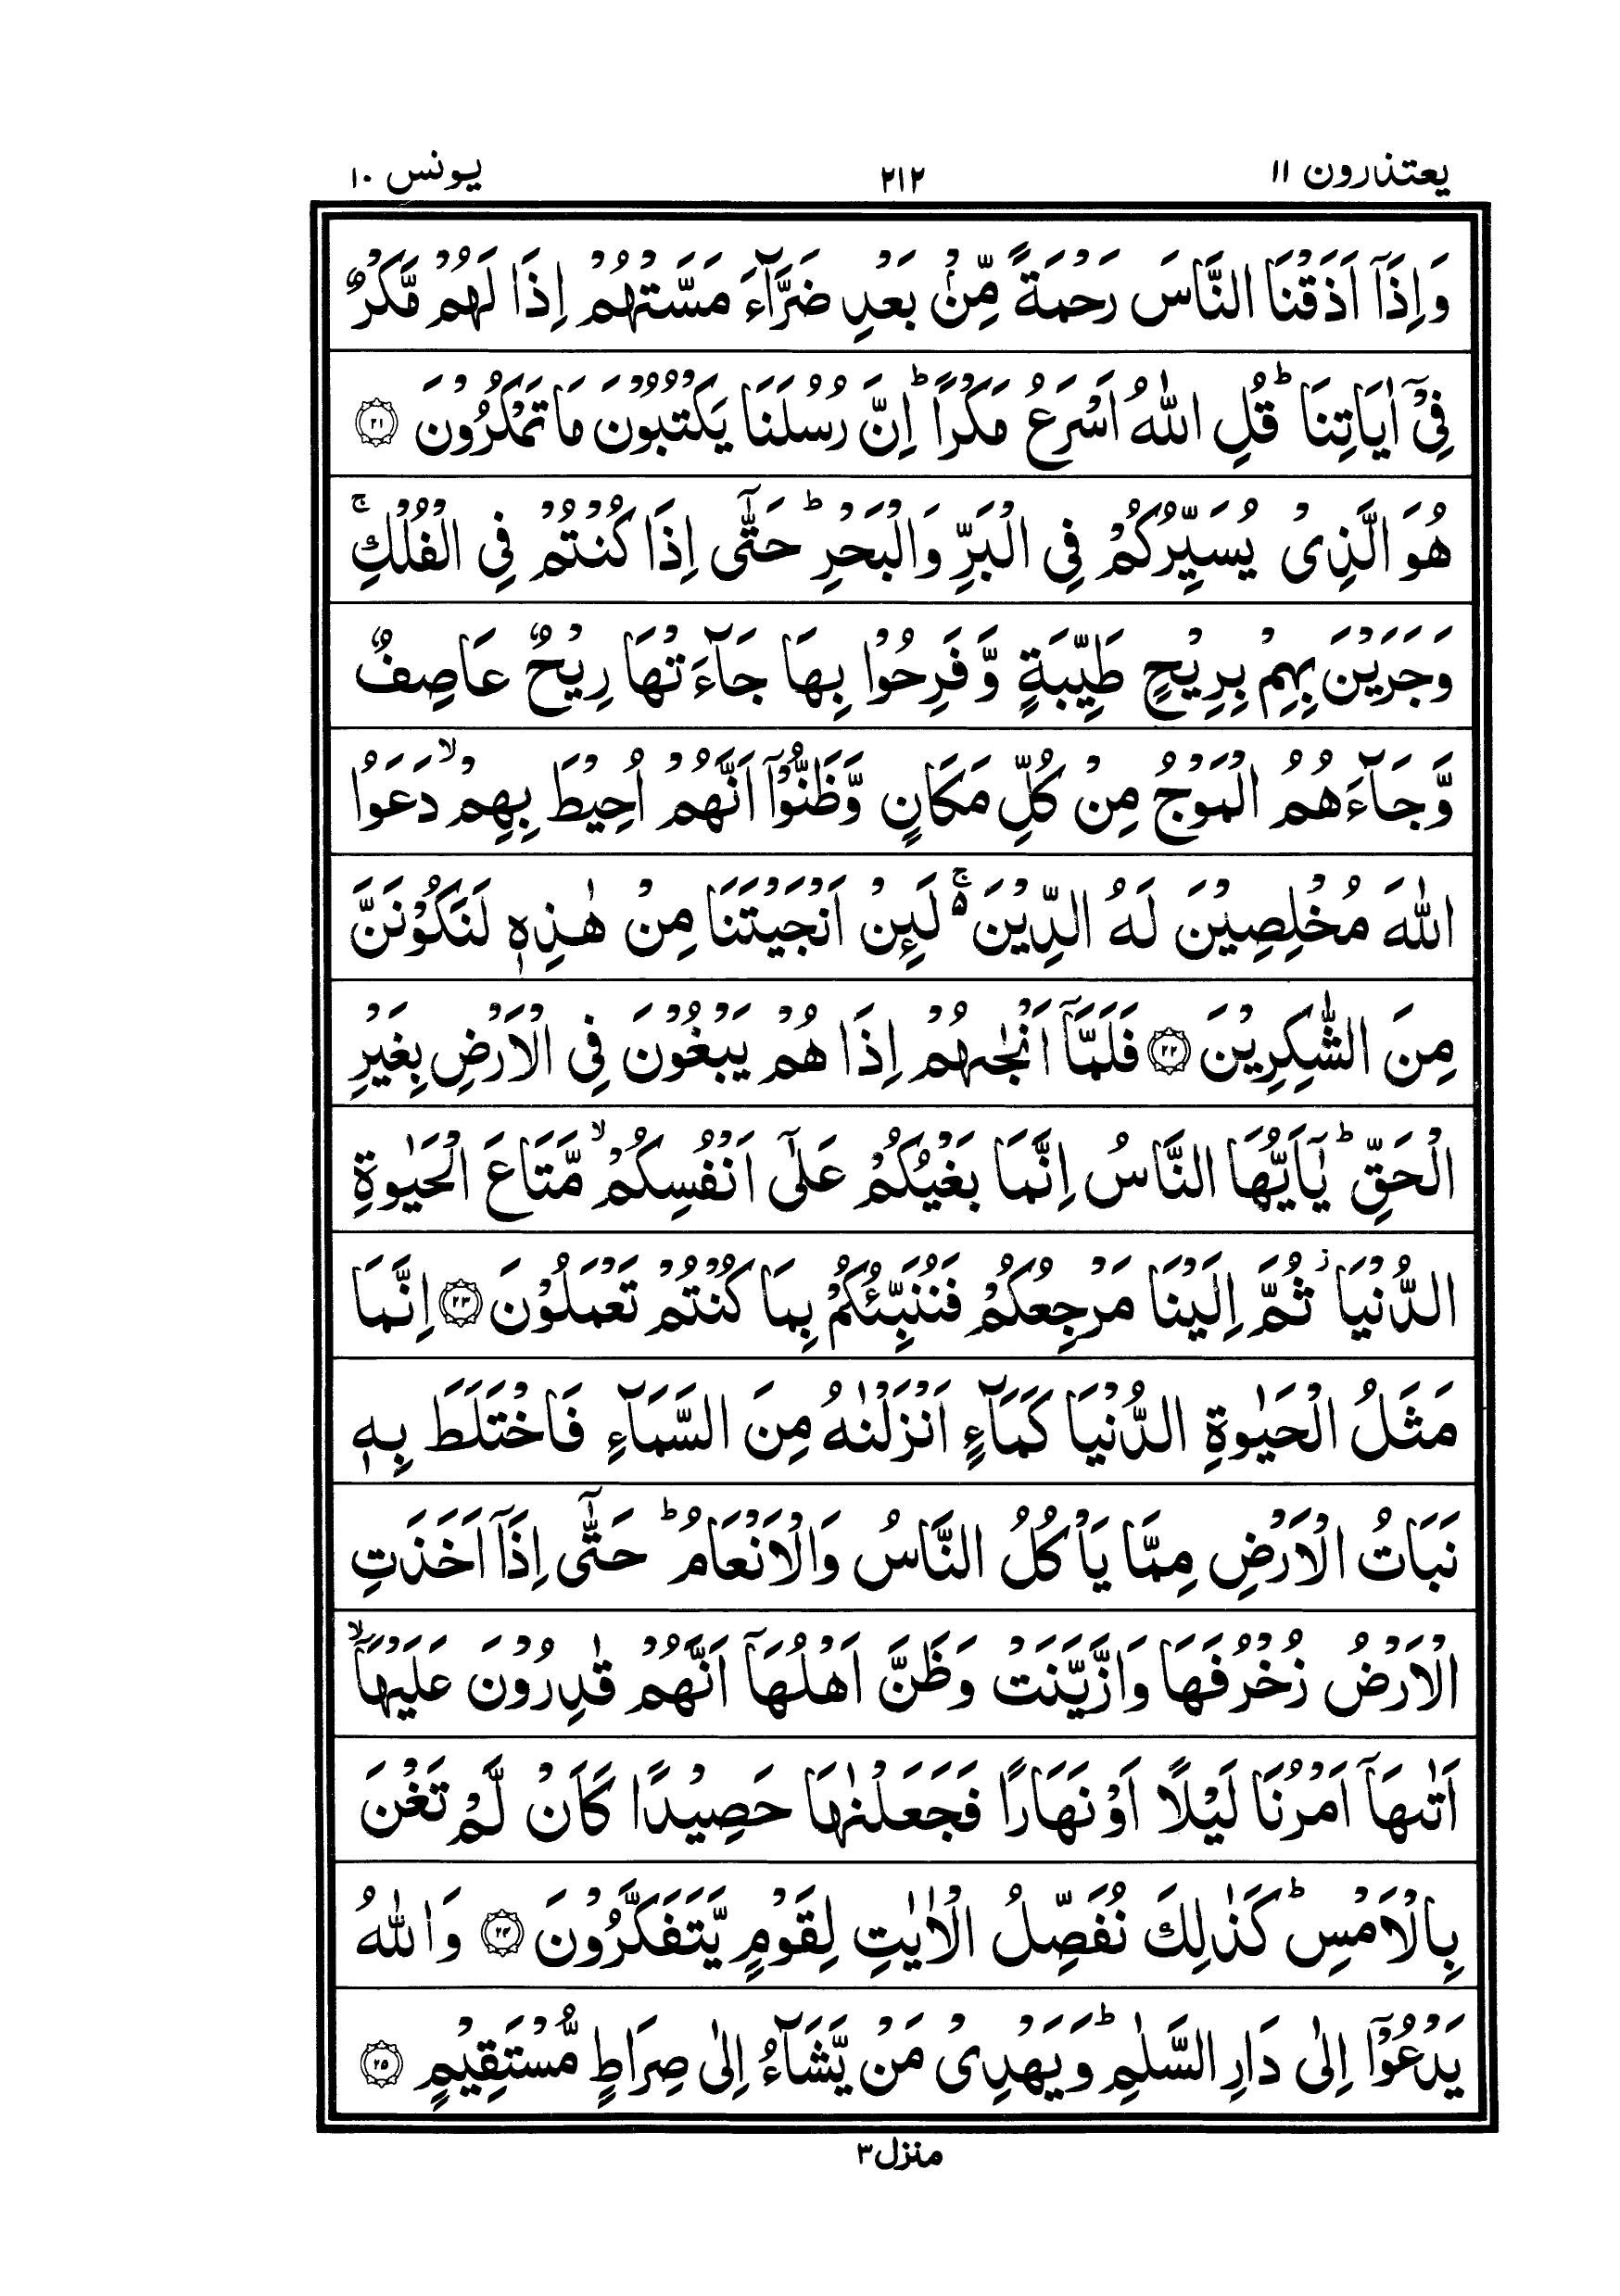 يعتذرون ١١ ٢١٢ يونس ١٠
وَاِذَاۤ اَذَقْنَا النَّاسَ رَحْمَةً مِّنْۢ بَعْدِ ضَرَّآءَ مَسَّتْهُمْ اِذَا لَهُمْ مَّكْرٌ
فِيْۤ اٰيَاتِنَا ؕ قُلِ اللّٰهُ اَسْرَعُ مَكْرًا ؕ اِنَّ رُسُلَنَا يَكْتُبُوْنَ مَا تَمْكُرُوْنَ ﴿٢١﴾
هُوَ الَّذِيْ يُسَيِّرُكُمْ فِي الْبَرِّ وَالْبَحْرِ ؕ حَتّٰۤى اِذَا كُنْتُمْ فِي الْفُلْكِ ۚ
وَجَرَيْنَ بِهِمْ بِرِيْحٍ طَيِّبَةٍ وَّفَرِحُوْا بِهَا جَآءَتْهَا رِيْحٌ عَاصِفٌ
وَّجَآءَهُمُ الْمَوْجُ مِنْ كُلِّ مَكَانٍ وَّظَنُّوْۤا اَنَّهُمْ اُحِيْطَ بِهِمْ ۙ دَعَوُا
اللّٰهَ مُخْلِصِيْنَ لَهُ الدِّيْنَ ۚ۬ لَئِنْ اَنْجَيْتَنَا مِنْ هٰذِهٖ لَنَكُوْنَنَّ
مِنَ الشّٰكِرِيْنَ ﴿٢٢﴾ فَلَمَّاۤ اَنْجٰىهُمْ اِذَا هُمْ يَبْغُوْنَ فِي الْاَرْضِ بِغَيْرِ
الْحَقِّ ؕ يٰۤاَيُّهَا النَّاسُ اِنَّمَا بَغْيُكُمْ عَلٰۤى اَنْفُسِكُمْ ۙ مَّتَاعَ الْحَيٰوةِ
الدُّنْيَا ۫ ثُمَّ اِلَيْنَا مَرْجِعُكُمْ فَنُنَبِّئُكُمْ بِمَا كُنْتُمْ تَعْمَلُوْنَ ﴿٢٣﴾ اِنَّمَا
مَثَلُ الْحَيٰوةِ الدُّنْيَا كَمَآءٍ اَنْزَلْنٰهُ مِنَ السَّمَآءِ فَاخْتَلَطَ بِهٖ
نَبَاتُ الْاَرْضِ مِمَّا يَاْكُلُ النَّاسُ وَالْاَنْعَامُ ؕ حَتّٰۤى اِذَاۤ اَخَذَتِ
الْاَرْضُ زُخْرُفَهَا وَازَّيَّنَتْ وَظَنَّ اَهْلُهَاۤ اَنَّهُمْ قٰدِرُوْنَ عَلَيْهَاۤ ۙ
اَتٰىهَاۤ اَمْرُنَا لَيْلًا اَوْ نَهَارًا فَجَعَلْنٰهَا حَصِيْدًا كَاَنْ لَّمْ تَغْنَ
بِالْاَمْسِ ؕ كَذٰلِكَ نُفَصِّلُ الْاٰيٰتِ لِقَوْمٍ يَّتَفَكَّرُوْنَ ﴿٢٤﴾ وَاللّٰهُ
يَدْعُوْۤا اِلٰى دَارِ السَّلٰمِ ؕ وَيَهْدِيْ مَنْ يَّشَآءُ اِلٰى صِرَاطٍ مُّسْتَقِيْمٍ ﴿٢٥﴾
منزل ٣